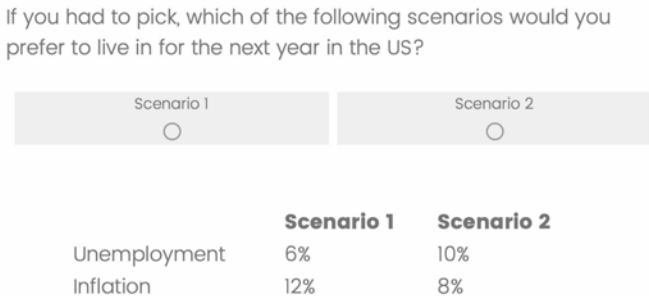 If you had to pick, which of the following scenarios would you
prefer to live in for the next year in the US?
Scenario 1 Scenario 2
Scenario 1 Scenario 2
Unemployment 6% 10%
Inflation 12% 8%